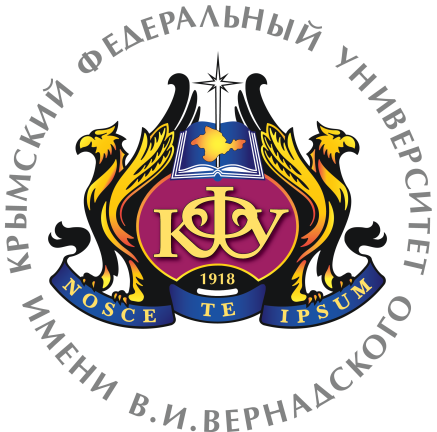 КРЫМСКИЙ ФЕДЕРАЛЬНЫЙ УНИВЕРСИТЕТ
ИМЕНИ В.И.ВЕРНАДСКОГО
КФУ
1918
NOSCE TE IPSUM